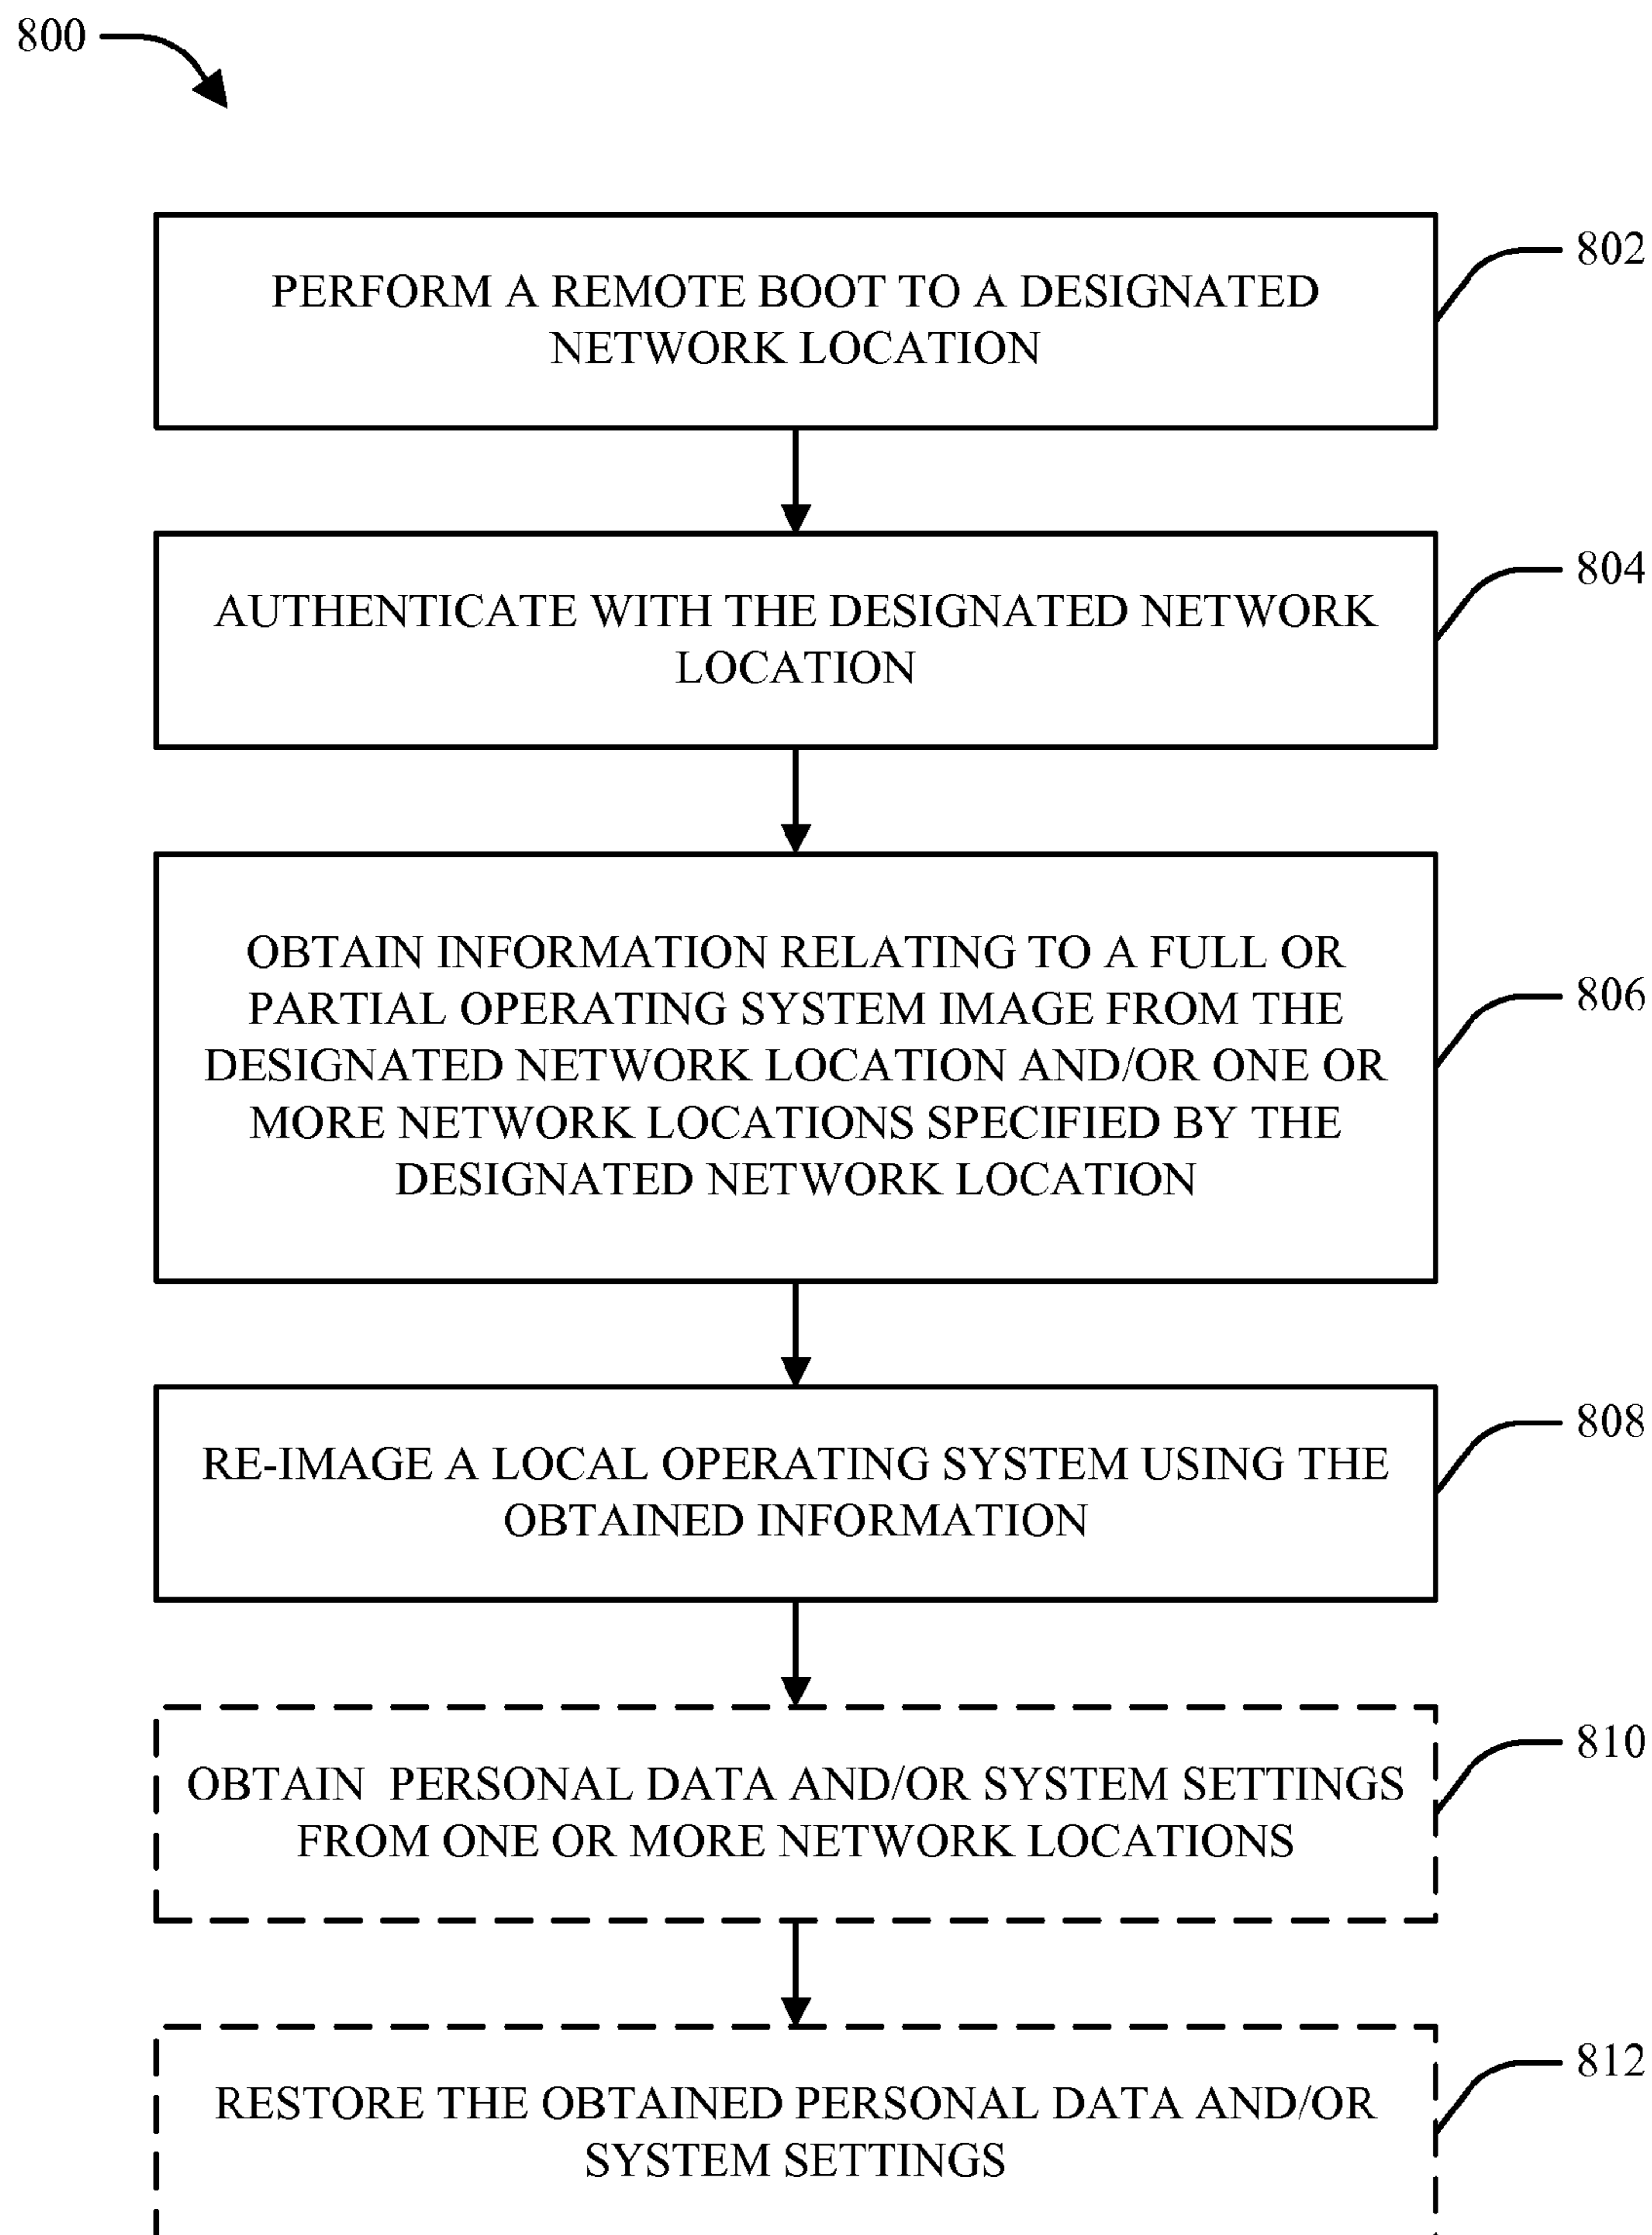 800
802
PERFORM A REMOTE BOOT TO A DESIGNATED
NETWORK LOCATION
804
AUTHENTICATE WITH THE DESIGNATED NETWORK
LOCATION
806
OBTAIN INFORMATION RELATING TO A FULL OR
PARTIAL OPERATING SYSTEM IMAGE FROM THE
DESIGNATED NETWORK LOCATION AND/OR ONE OR
MORE NETWORK LOCATIONS SPECIFIED BY THE
DESIGNATED NETWORK LOCATION
808
RE-IMAGE A LOCAL OPERATING SYSTEM USING THE
OBTAINED INFORMATION
810
OBTAIN PERSONAL DATA AND/OR SYSTEM SETTINGS
FROM ONE OR MORE NETWORK LOCATIONS
812
RESTORE THE OBTAINED PERSONAL DATA AND/OR
SYSTEM SETTINGS